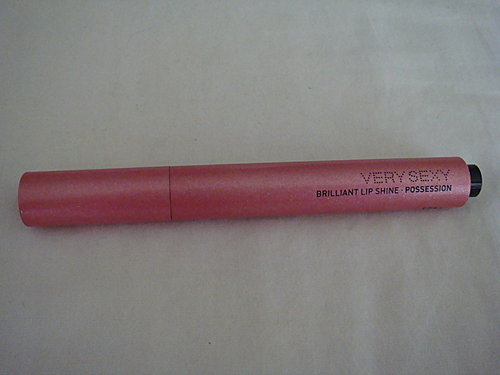 VERY SEXY
BRILLIANT LIP SHINE · POSSESSION